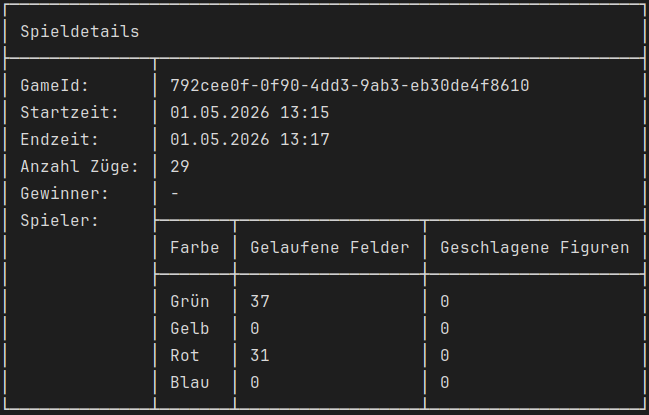 Spieldetails
GameId: 792cee0f-0f90-4dd3-9ab3-eb30de4f8610
Startzeit: 01.05.2026 13:15
Endzeit: 01.05.2026 13:17
Anzahl Züge: 29
Gewinner: -
Spieler:
Farbe Gelaufene Felder Geschlagene Figuren
Grün 37 0
Gelb 0 0
Rot 31 0
Blau 0 0